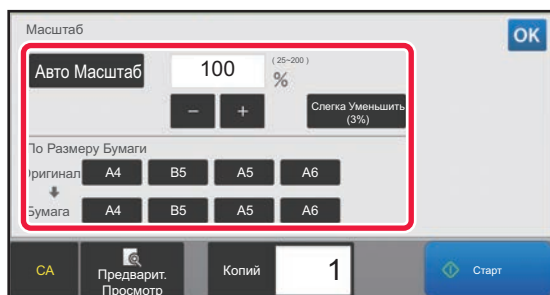 Масштаб
OK
Авто Масштаб
100
(25~200)
%
−
+
Слегка Уменьшить
(3%)
По Размеру Бумаги
Оригинал
A4
B5
A5
A6
Бумага
A4
B5
A5
A6
CA
Предварит.
Просмотр
Копий
1
Старт